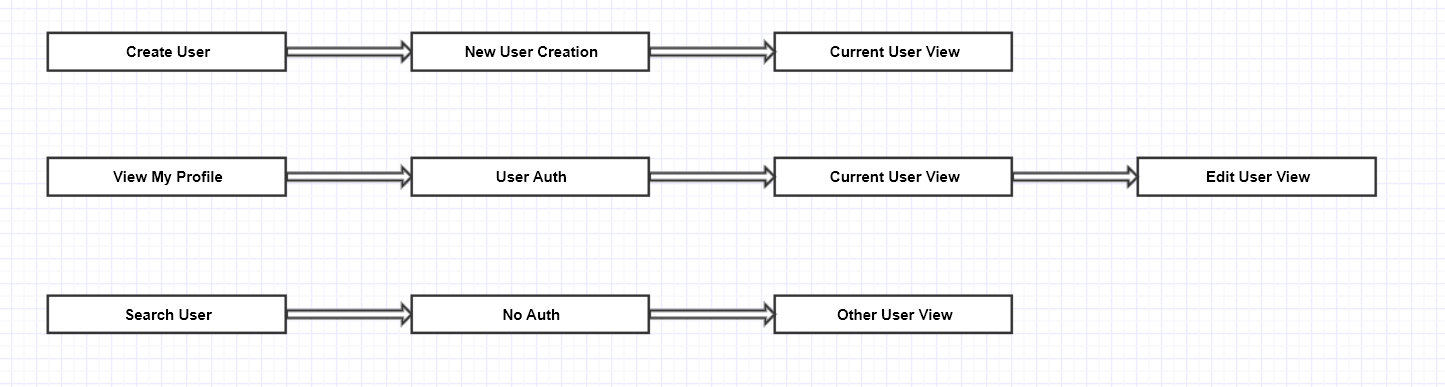 Create User
New User Creation
Current User View
View My Profile
User Auth
Current User View
Edit User View
Search User
No Auth
Other User View